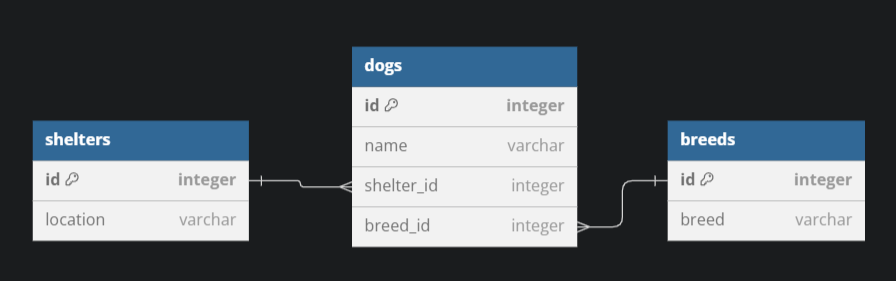 shelters
id integer
location varchar
dogs
id integer
name varchar
shelter_id integer
breed_id integer
breeds
id integer
breed varchar